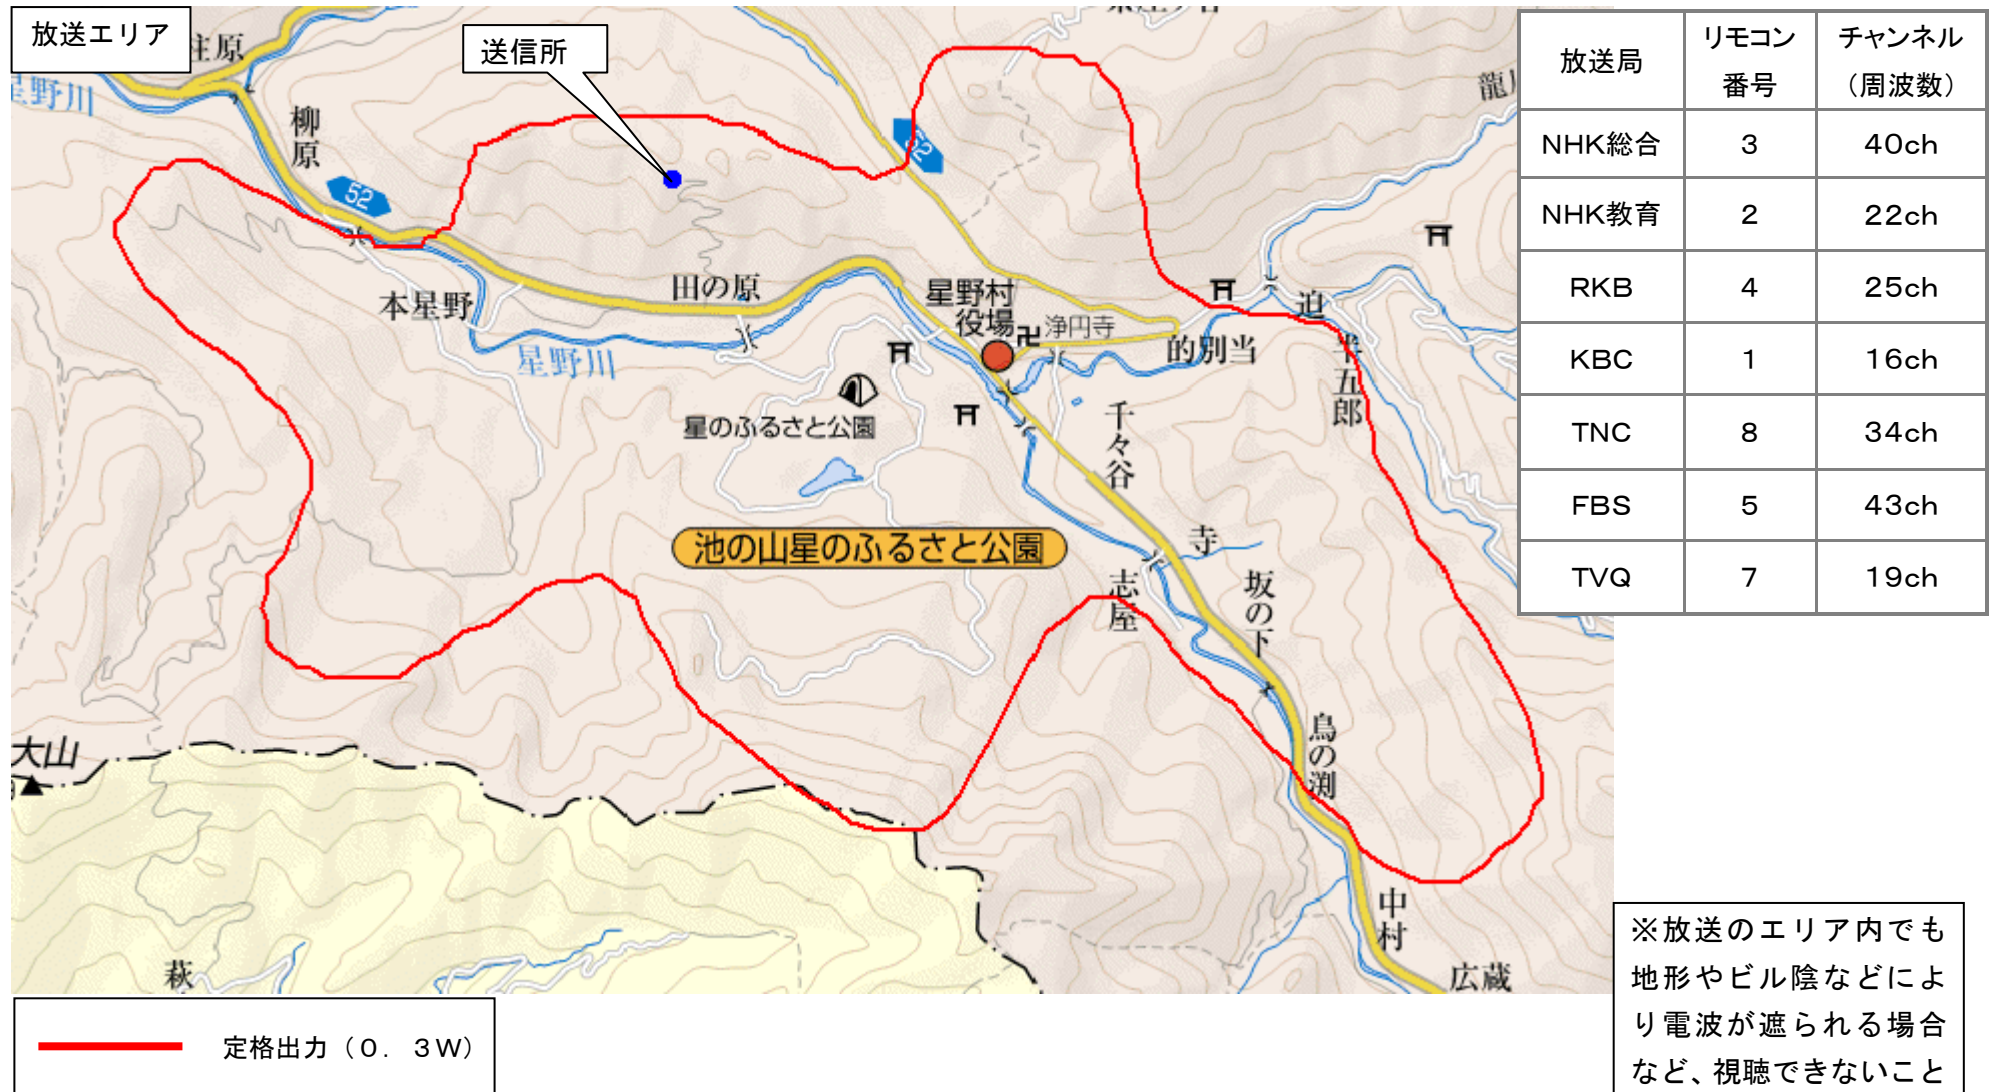 放送エリア
送信所
星野川
柳原
52
52
本星野
田の原
星野川
星野村
役場
浄円寺
的別当
迫
半五郎
千々谷
星のふるさと公園
池の山星のふるさと公園
寺
志屋
坂の下
鳥の渕
中村
広蔵
大山
萩
放送局 リモコン番号 チャンネル（周波数）
NHK総合 3 40ch
NHK教育 2 22ch
RKB 4 25ch
KBC 1 16ch
TNC 8 34ch
FBS 5 43ch
TVQ 7 19ch
定格出力（0．3W）
※放送のエリア内でも
地形やビル陰などによ
り電波が遮られる場合
など、視聴できないこと